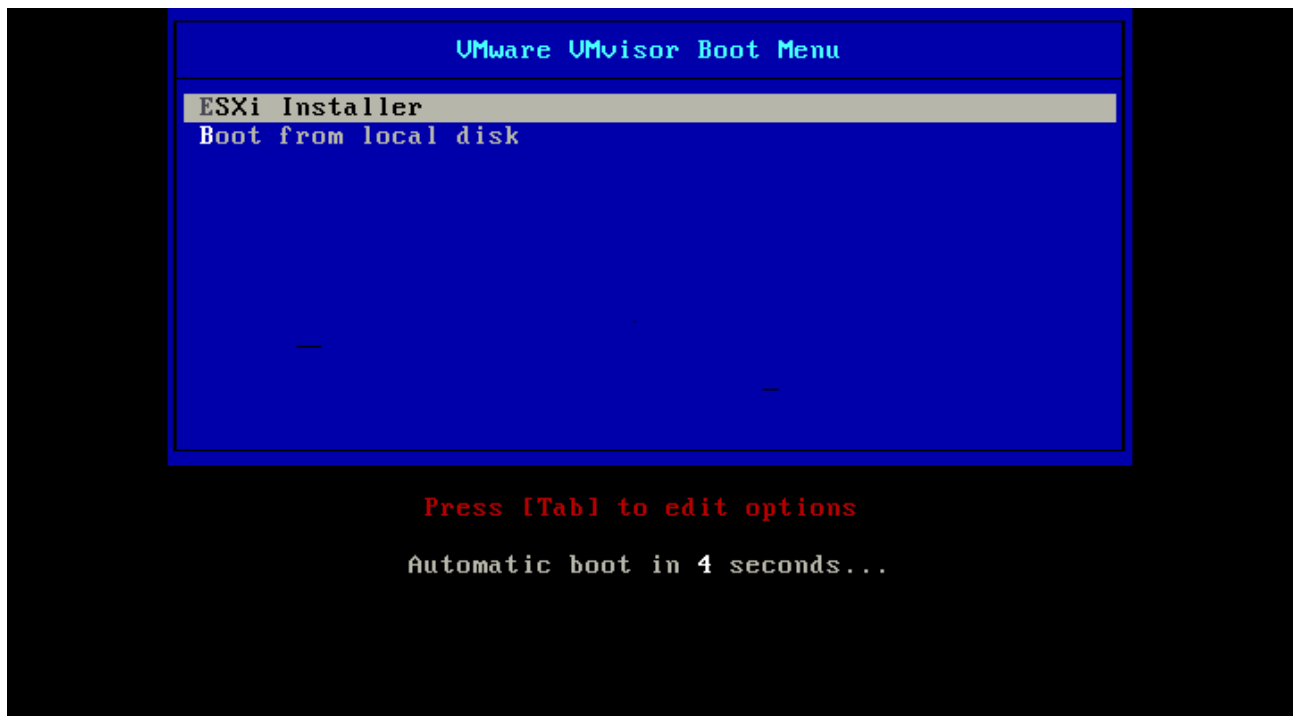 VMware VMvisor Boot Menu
ESXi Installer
Boot from local disk
Press [Tab] to edit options
Automatic boot in 4 seconds...